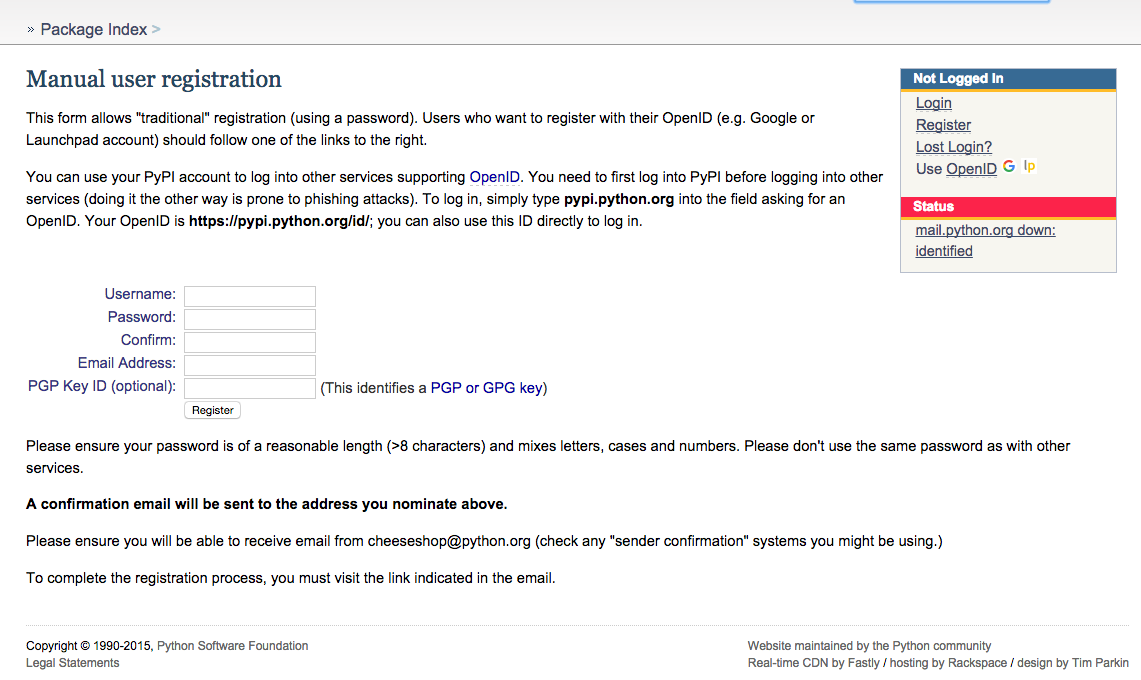 » Package Index >
Manual user registration
This form allows "traditional" registration (using a password). Users who want to register with their OpenID (e.g. Google or
Launchpad account) should follow one of the links to the right.
You can use your PyPI account to log into other services supporting OpenID. You need to first log into PyPI before logging into other
services (doing it the other way is prone to phishing attacks). To log in, simply type pypi.python.org into the field asking for an
OpenID. Your OpenID is https://pypi.python.org/id/; you can also use this ID directly to log in.
Not Logged In
Login
Register
Lost Login?
Use OpenID G lp
Status
mail.python.org down:
identified
Username:
Password:
Confirm:
Email Address:
PGP Key ID (optional): (This identifies a PGP or GPG key)
Register
Please ensure your password is of a reasonable length (>8 characters) and mixes letters, cases and numbers. Please don't use the same password as with other
services.
A confirmation email will be sent to the address you nominate above.
Please ensure you will be able to receive email from cheeseshop@python.org (check any "sender confirmation" systems you might be using.)
To complete the registration process, you must visit the link indicated in the email.
Copyright © 1990-2015, Python Software Foundation
Legal Statements
Website maintained by the Python community
Real-time CDN by Fastly / hosting by Rackspace / design by Tim Parkin